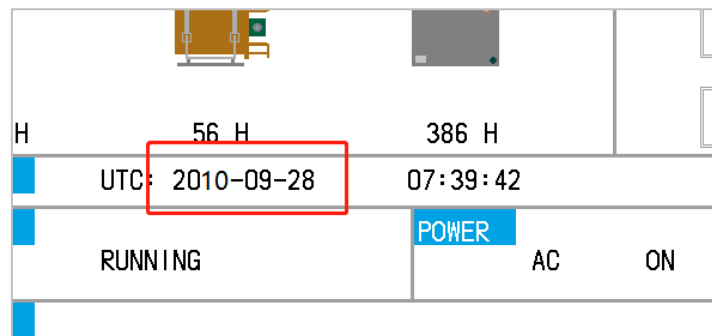 H 56 H 386 H
UTC: 2010-09-28 07:39:42
POWER
RUNNING AC ON